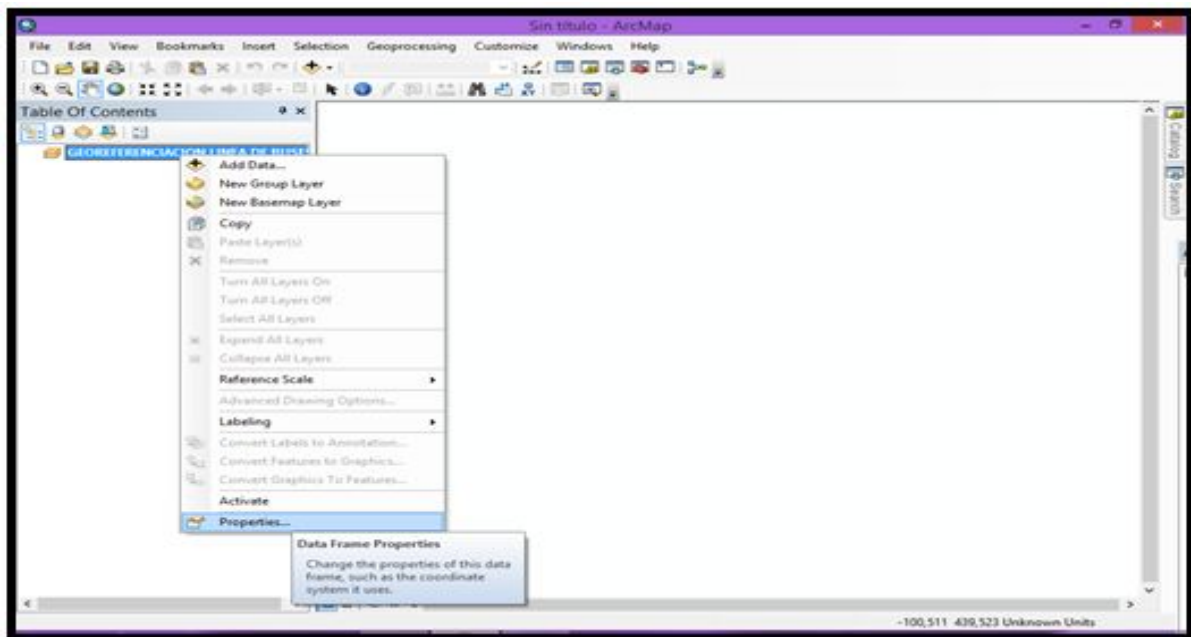 Sin título - ArcMap
File Edit View Bookmarks Insert Selection Geoprocessing Customize Windows Help
Table Of Contents
GEOREFERENCIACION LINEA DE BUSES
Catalog
Search
Add Data...
New Group Layer
New Basemap Layer
Copy
Paste Layer(s)
Remove
Turn All Layers On
Turn All Layers Off
Select All Layers
Expand All Layers
Collapse All Layers
Reference Scale
Advanced Drawing Options...
Labeling
Convert Labels to Annotation...
Convert Features to Graphics...
Convert Graphics To Features...
Activate
Properties...
Data Frame Properties
Change the properties of this data
frame, such as the coordinate
system it uses.
-100,511 439,523 Unknown Units